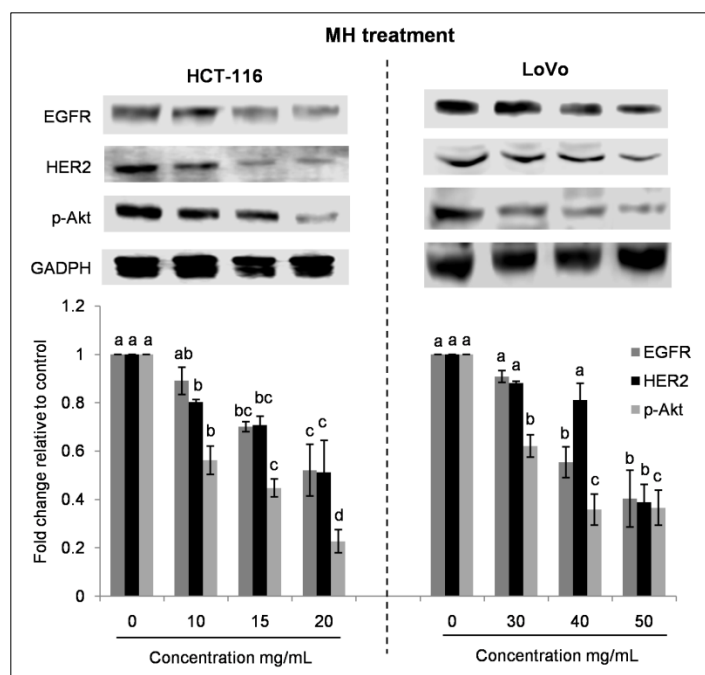 MH treatment
HCT-116
LoVo
EGFR
HER2
p-Akt
GADPH
Fold change relative to control
1.2
1
0.8
0.6
0.4
0.2
0
a a a
ab
b
b
bc bc
c
c c
d
a a a
a a
b
b
a
c
b b c
EGFR
HER2
p-Akt
0 10 15 20
0 30 40 50
Concentration mg/mL
Concentration mg/mL